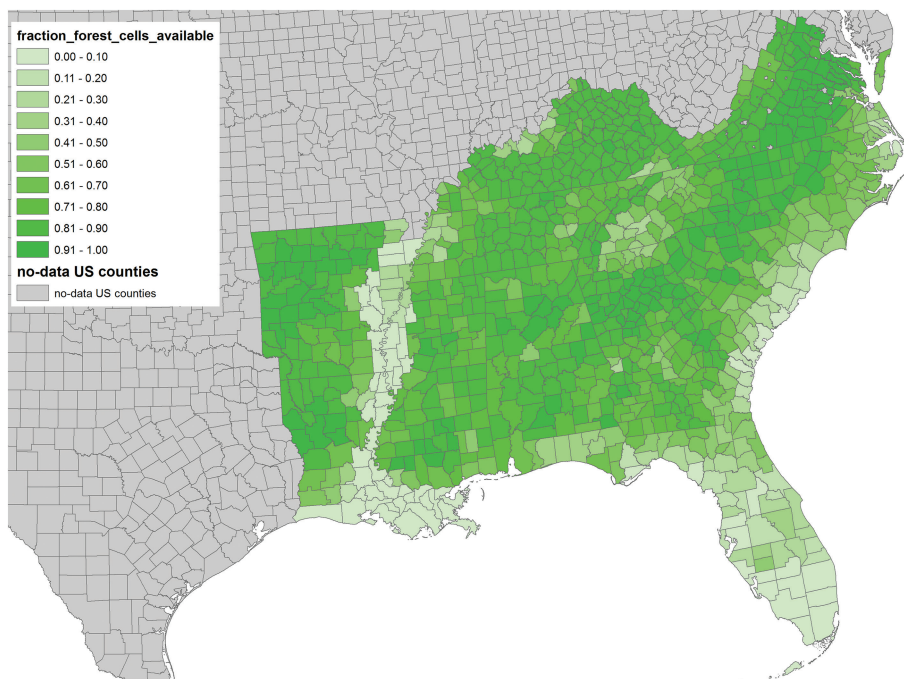 fraction_forest_cells_available
0.00 - 0.10
0.11 - 0.20
0.21 - 0.30
0.31 - 0.40
0.41 - 0.50
0.51 - 0.60
0.61 - 0.70
0.71 - 0.80
0.81 - 0.90
0.91 - 1.00
no-data US counties
no-data US counties